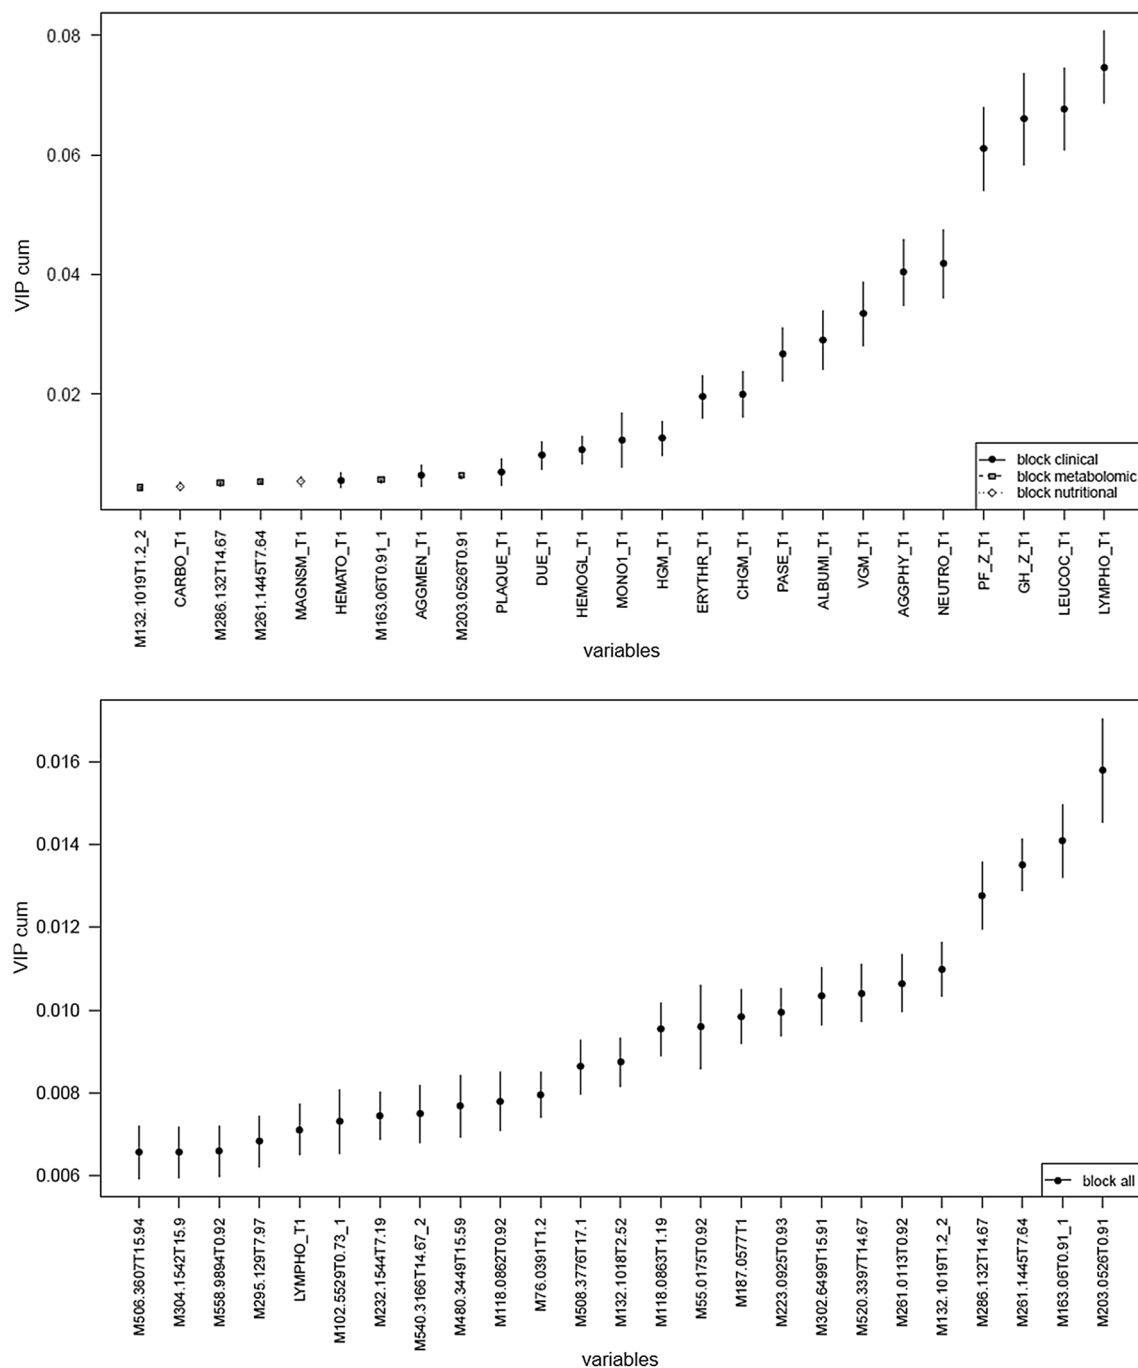 0.08
0.06
0.04
0.02
VIP cum
block clinical
block metabolomic
block nutritional
M132.1019T1.2_2
CARBO_T1
M286.132T14.67
M261.1445T7.64
MAGNSM_T1
HEMATO_T1
M163.06T0.91_1
AGGMEN_T1
M203.0526T0.91
PLAQUE_T1
DUE_T1
HEMOGL_T1
MONO1_T1
HGM_T1
ERYTHR_T1
CHGM_T1
PASE_T1
ALBUMI_T1
VGM_T1
AGGPHY_T1
NEUTRO_T1
PF_Z_T1
GH_Z_T1
LEUCOC_T1
LYMPHO_T1
variables
0.016
0.014
0.012
0.010
0.008
0.006
VIP cum
block all
M506.3607T15.94
M304.1542T15.9
M558.9894T0.92
M295.129T7.97
LYMPHO_T1
M102.5529T0.73_1
M232.1544T7.19
M540.3166T14.67_2
M480.3449T15.59
M118.0862T0.92
M76.0391T1.2
M508.3776T17.1
M132.1018T2.52
M118.0863T1.19
M55.0175T0.92
M187.0577T1
M223.0925T0.93
M302.6499T15.91
M520.3397T14.67
M261.0113T0.92
M132.1019T1.2_2
M286.132T14.67
M261.1445T7.64
M163.06T0.91_1
M203.0526T0.91
variables